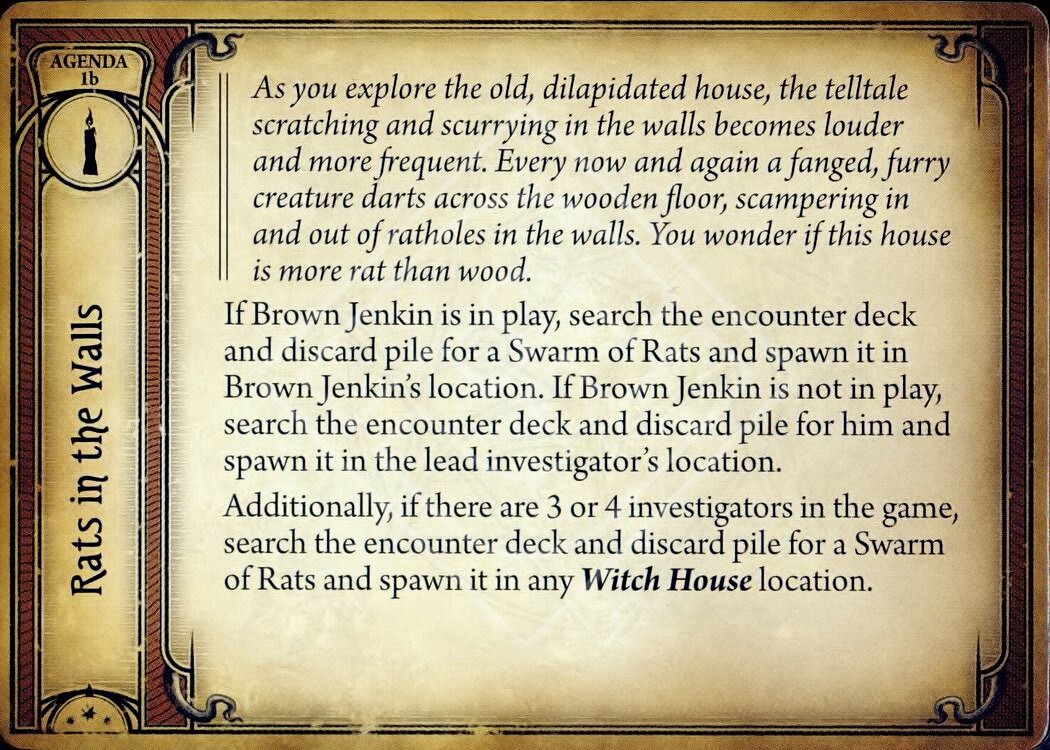 AGENDA
1b
Rats in the Walls
As you explore the old, dilapidated house, the telltale
scratching and scurrying in the walls becomes louder
and more frequent. Every now and again a fanged, furry
creature darts across the wooden floor, scampering in
and out of ratholes in the walls. You wonder if this house
is more rat than wood.
If Brown Jenkin is in play, search the encounter deck
and discard pile for a Swarm of Rats and spawn it in
Brown Jenkin's location. If Brown Jenkin is not in play,
search the encounter deck and discard pile for him and
spawn it in the lead investigator's location.
Additionally, if there are 3 or 4 investigators in the game,
search the encounter deck and discard pile for a Swarm
of Rats and spawn it in any Witch House location.